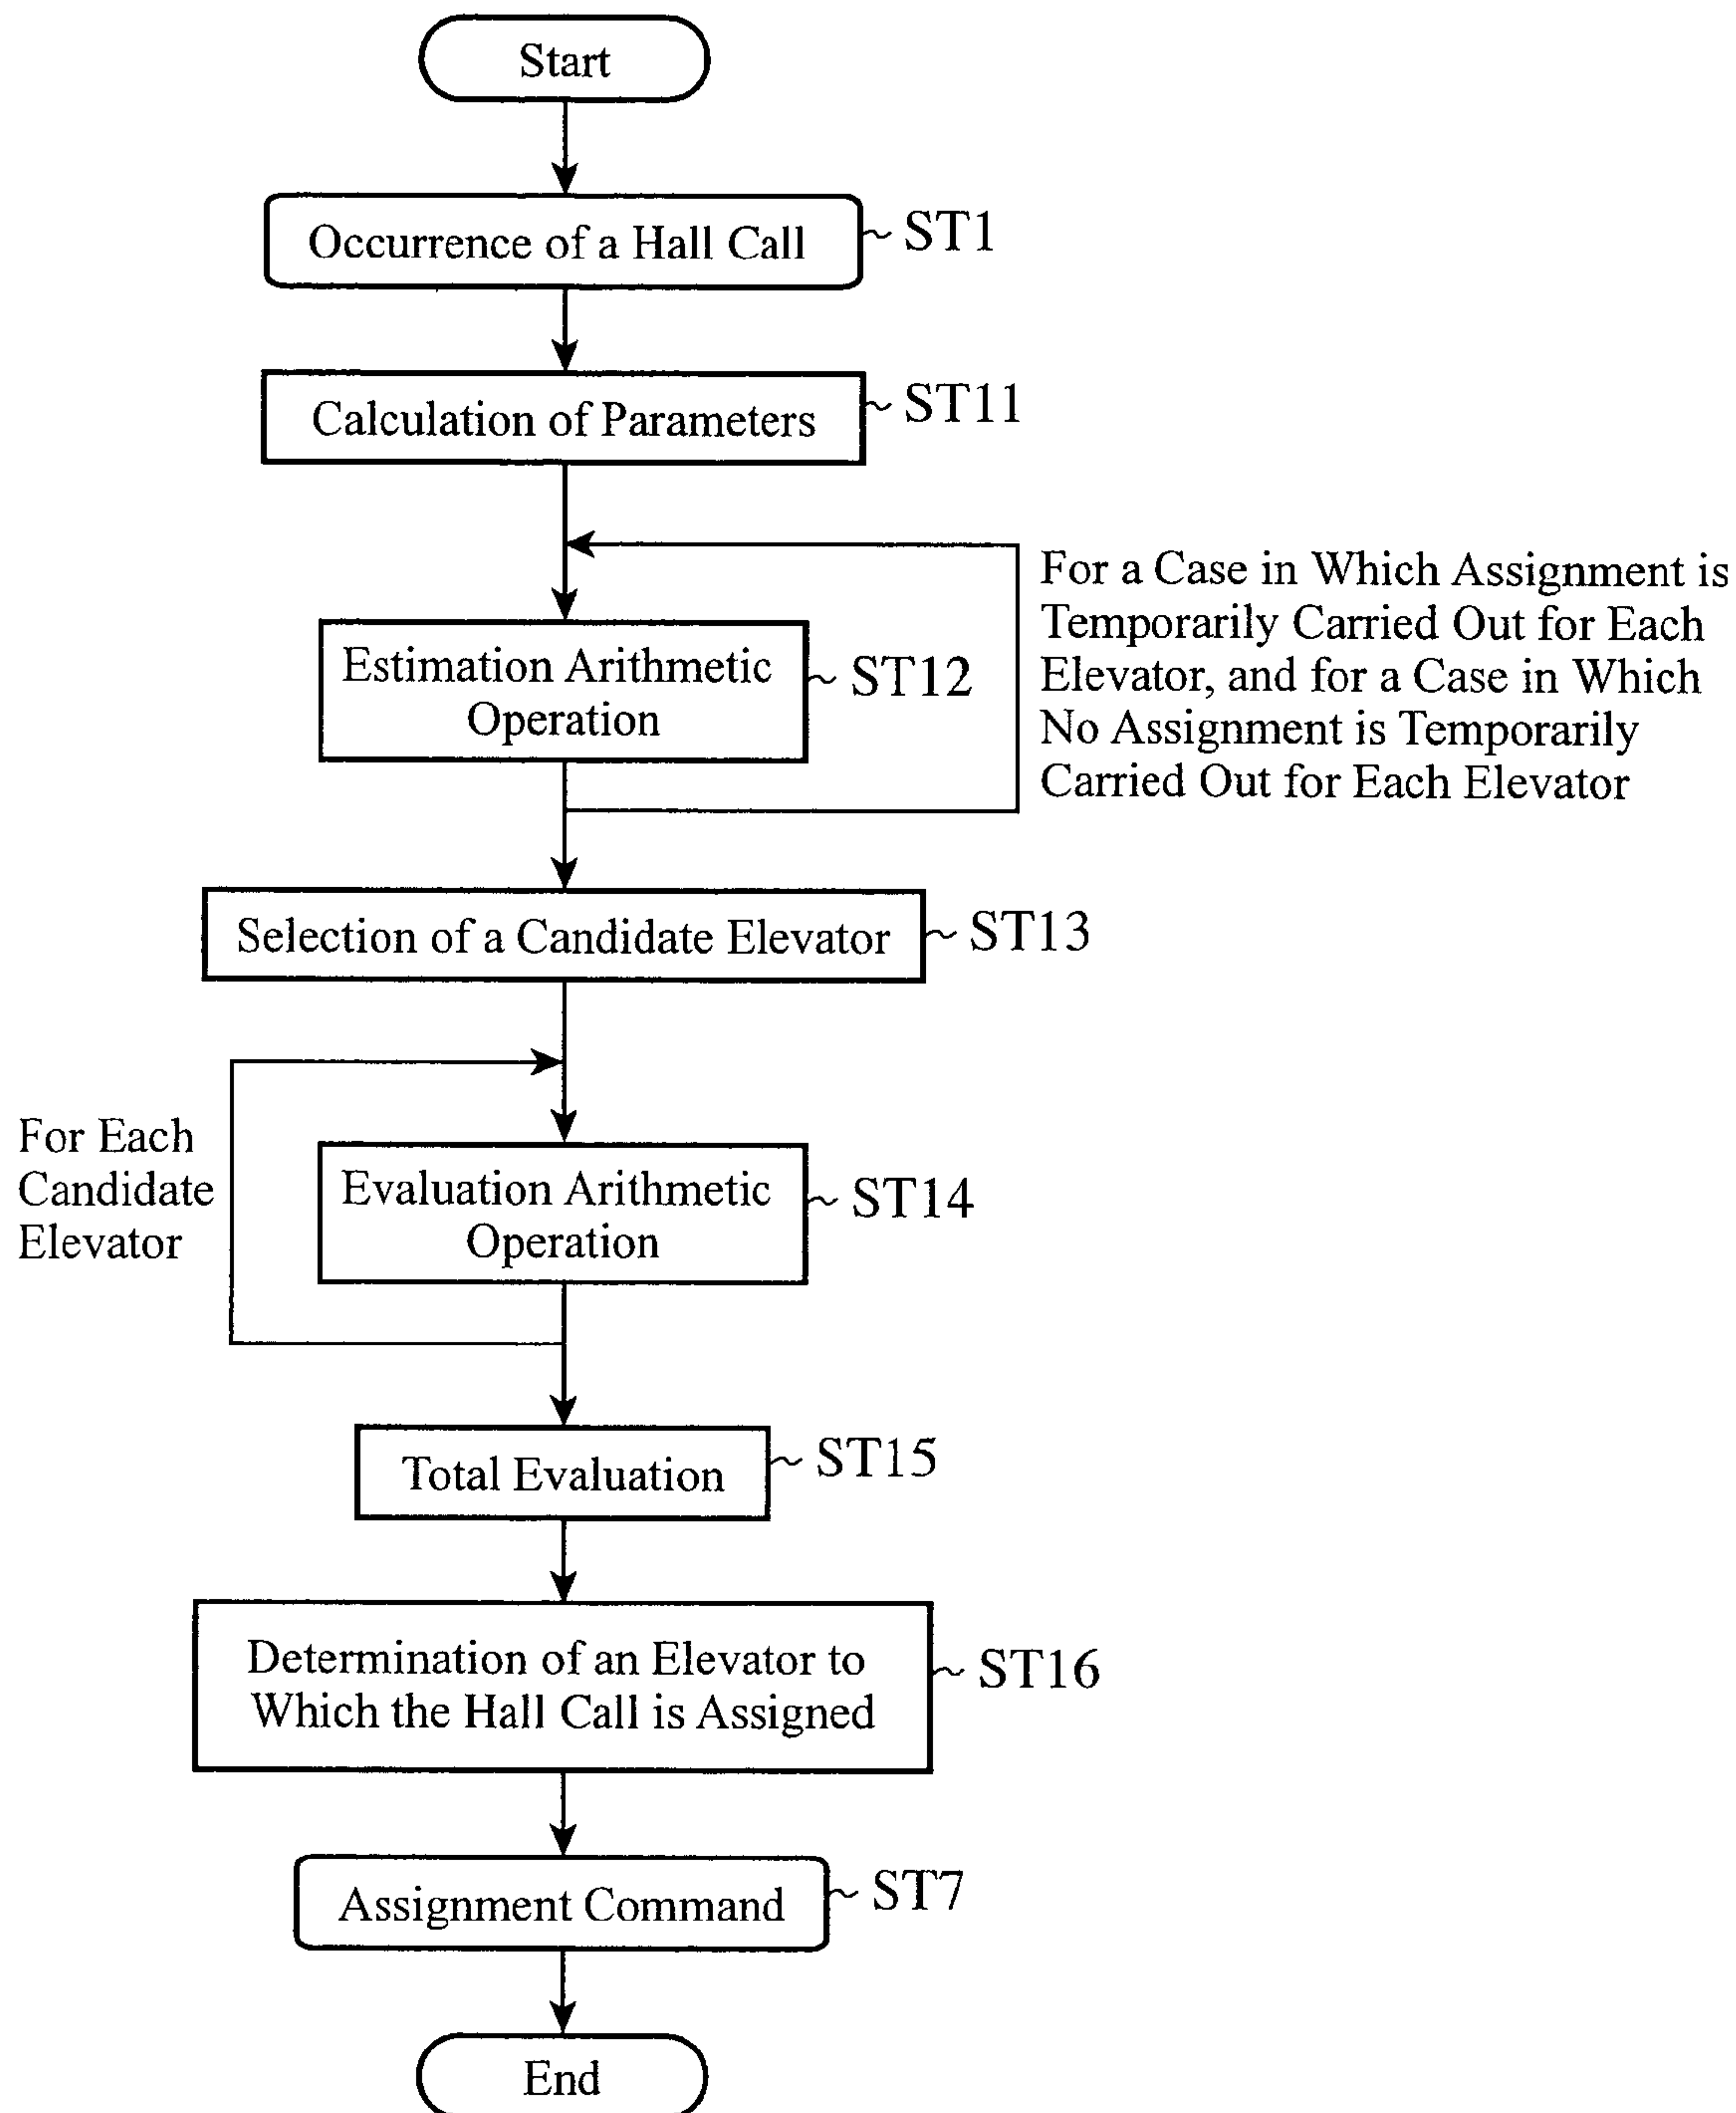 Start
Occurrence of a Hall Call
ST1
Calculation of Parameters
ST11
For a Case in Which Assignment is
Temporarily Carried Out for Each
Elevator, and for a Case in Which
No Assignment is Temporarily
Carried Out for Each Elevator
Estimation Arithmetic
Operation
ST12
Selection of a Candidate Elevator
ST13
For Each
Candidate
Elevator
Evaluation Arithmetic
Operation
ST14
Total Evaluation
ST15
Determination of an Elevator to
Which the Hall Call is Assigned
ST16
Assignment Command
ST7
End